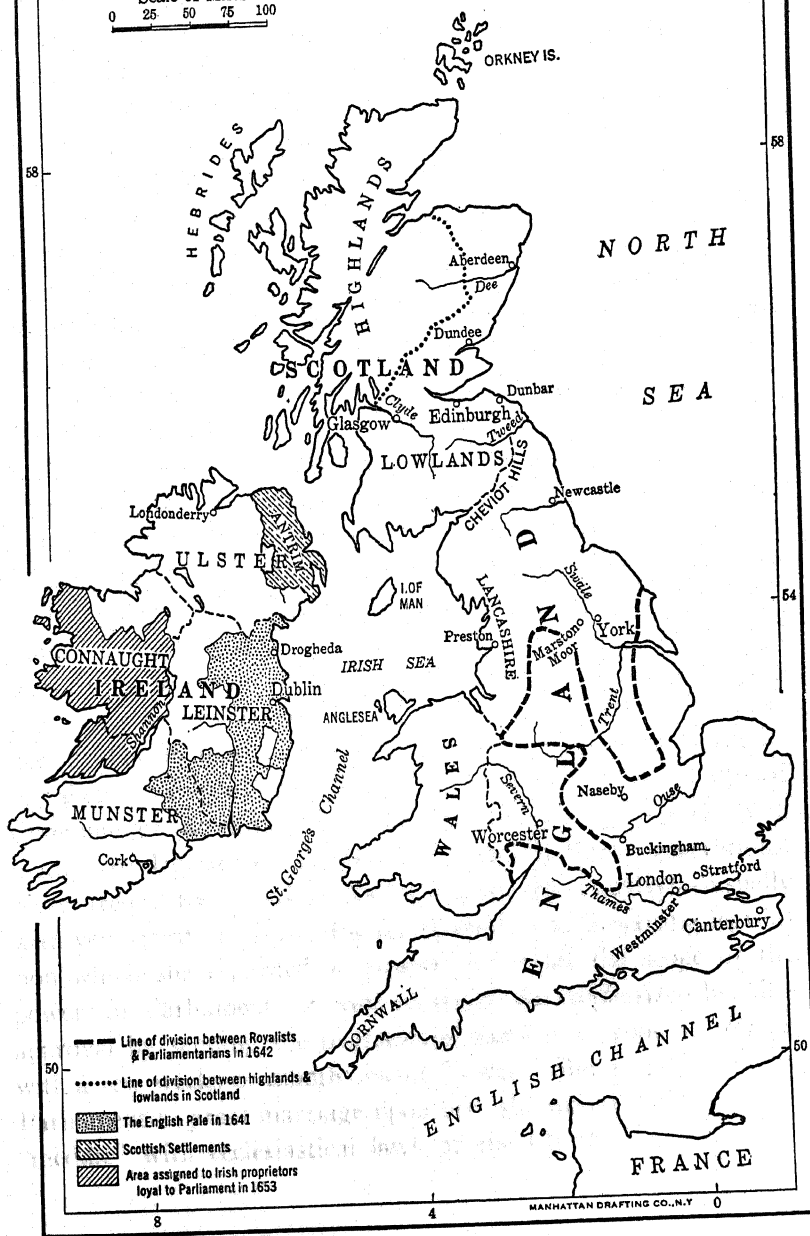 0 25 50 75 100
ORKNEY IS.
58
58
HEBRIDES
HIGHLANDS
NORTH
SEA
Aberdeen
Dee
Dundee
SCOTLAND
Dunbar
Clyde
Edinburgh
Glasgow
Tweed
LOWLANDS
CHEVIOT HILLS
Newcastle
Londonderry
ANTRIM
ULSTER
I. OF
MAN
Swaile
54
LANCASHIRE
York
Preston
Marston
Moor
Drogheda
CONNAUGHT
IRISH SEA
IRELAND
Dublin
LEINSTER
ANGLESEA
Shannon
Trent
St. George's Channel
WALES
ENGLAND
Severn
Naseby
Ouse
MUNSTER
Worcester
Buckingham
Cork
London
Stratford
Thames
Westminster
Canterbury
CORNWALL
ENGLISH CHANNEL
50
50
Line of division between Royalists
& Parliamentarians in 1642
Line of division between highlands &
lowlands in Scotland
The English Pale in 1641
Scottish Settlements
Area assigned to Irish proprietors
loyal to Parliament in 1653
FRANCE
MANHATTAN DRAFTING CO., N.Y
8
4
0